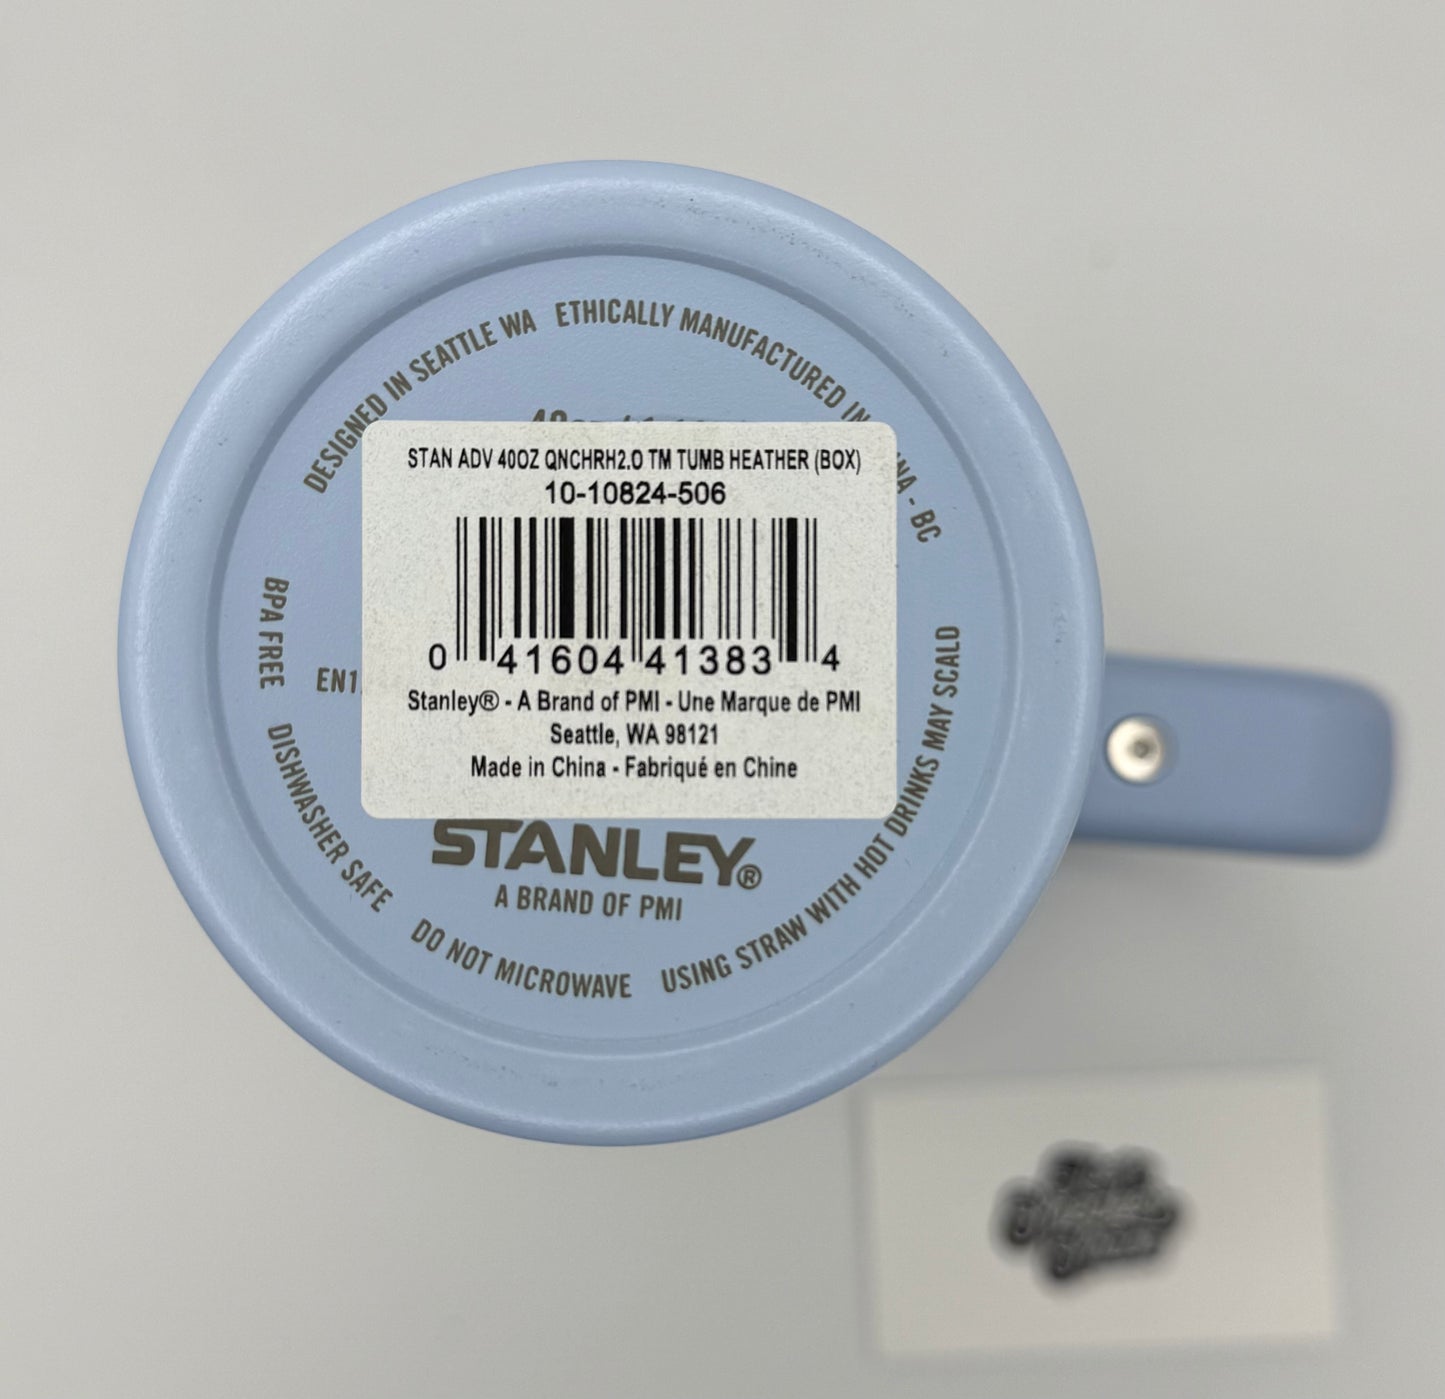 DESIGNED IN SEATTLE WA
ETHICALLY MANUFACTURED IN
- BC
STAN ADV 40OZ QNCHRH2.O TM TUMB HEATHER (BOX)
10-10824-506
0 41604 41383 4
Stanley® - A Brand of PMI - Une Marque de PMI
Seattle, WA 98121
Made in China - Fabriqué en Chine
BPA FREE
EN1
STANLEY®
A BRAND OF PMI
DISHWASHER SAFE
DO NOT MICROWAVE
USING STRAW WITH HOT DRINKS MAY SCALD